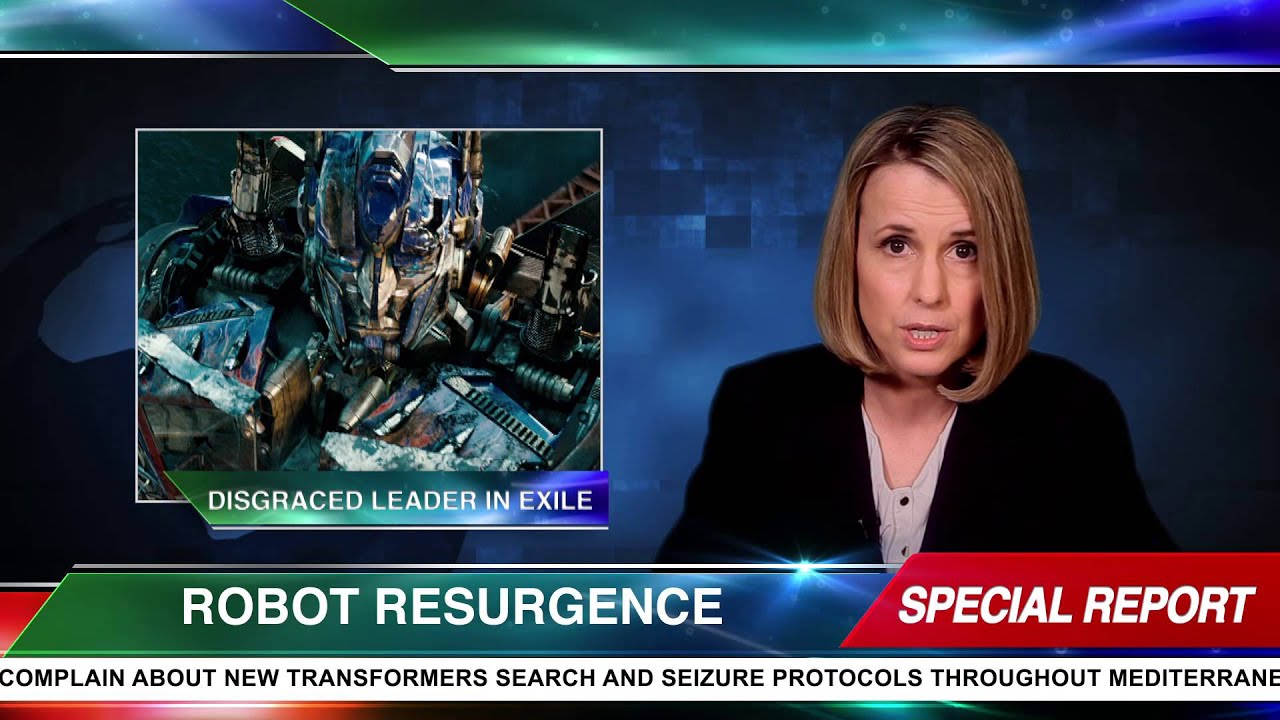 DISGRACED LEADER IN EXILE
ROBOT RESURGENCE
SPECIAL REPORT
COMPLAIN ABOUT NEW TRANSFORMERS SEARCH AND SEIZURE PROTOCOLS THROUGHOUT MEDITERRANE